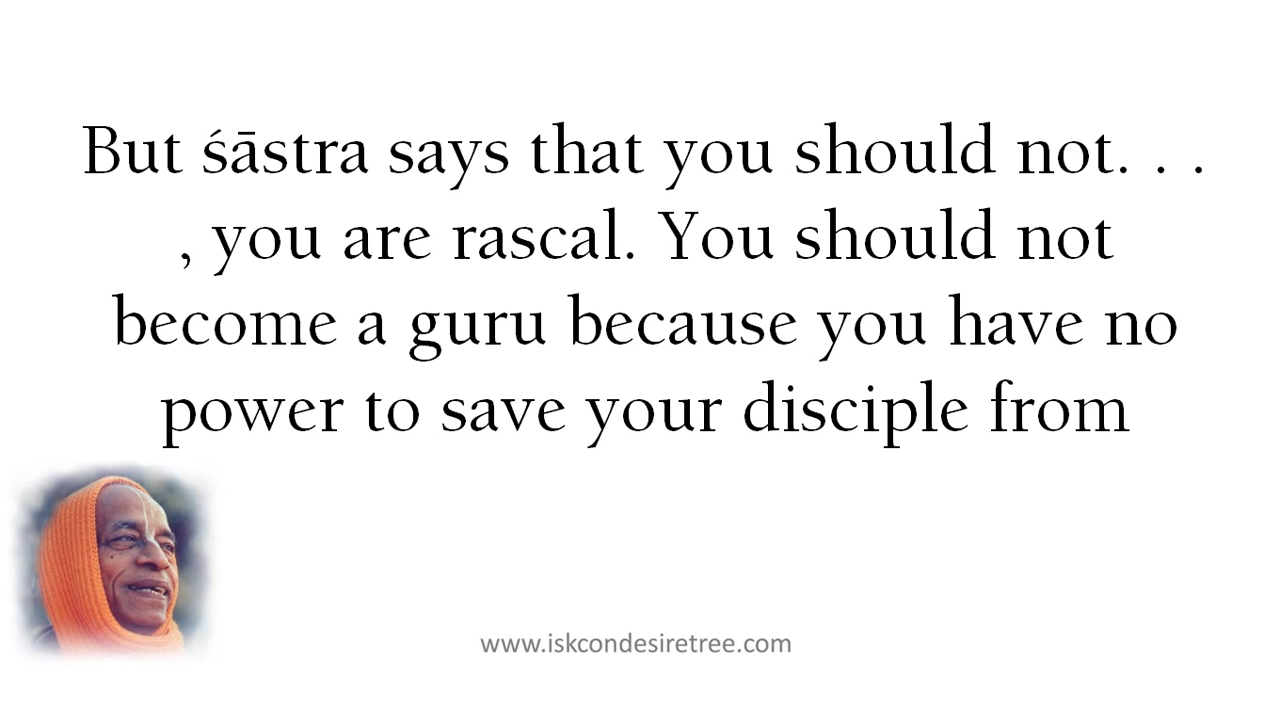 But śāstra says that you should not. . .
, you are rascal. You should not
become a guru because you have no
power to save your disciple from
www.iskcondesiretree.com